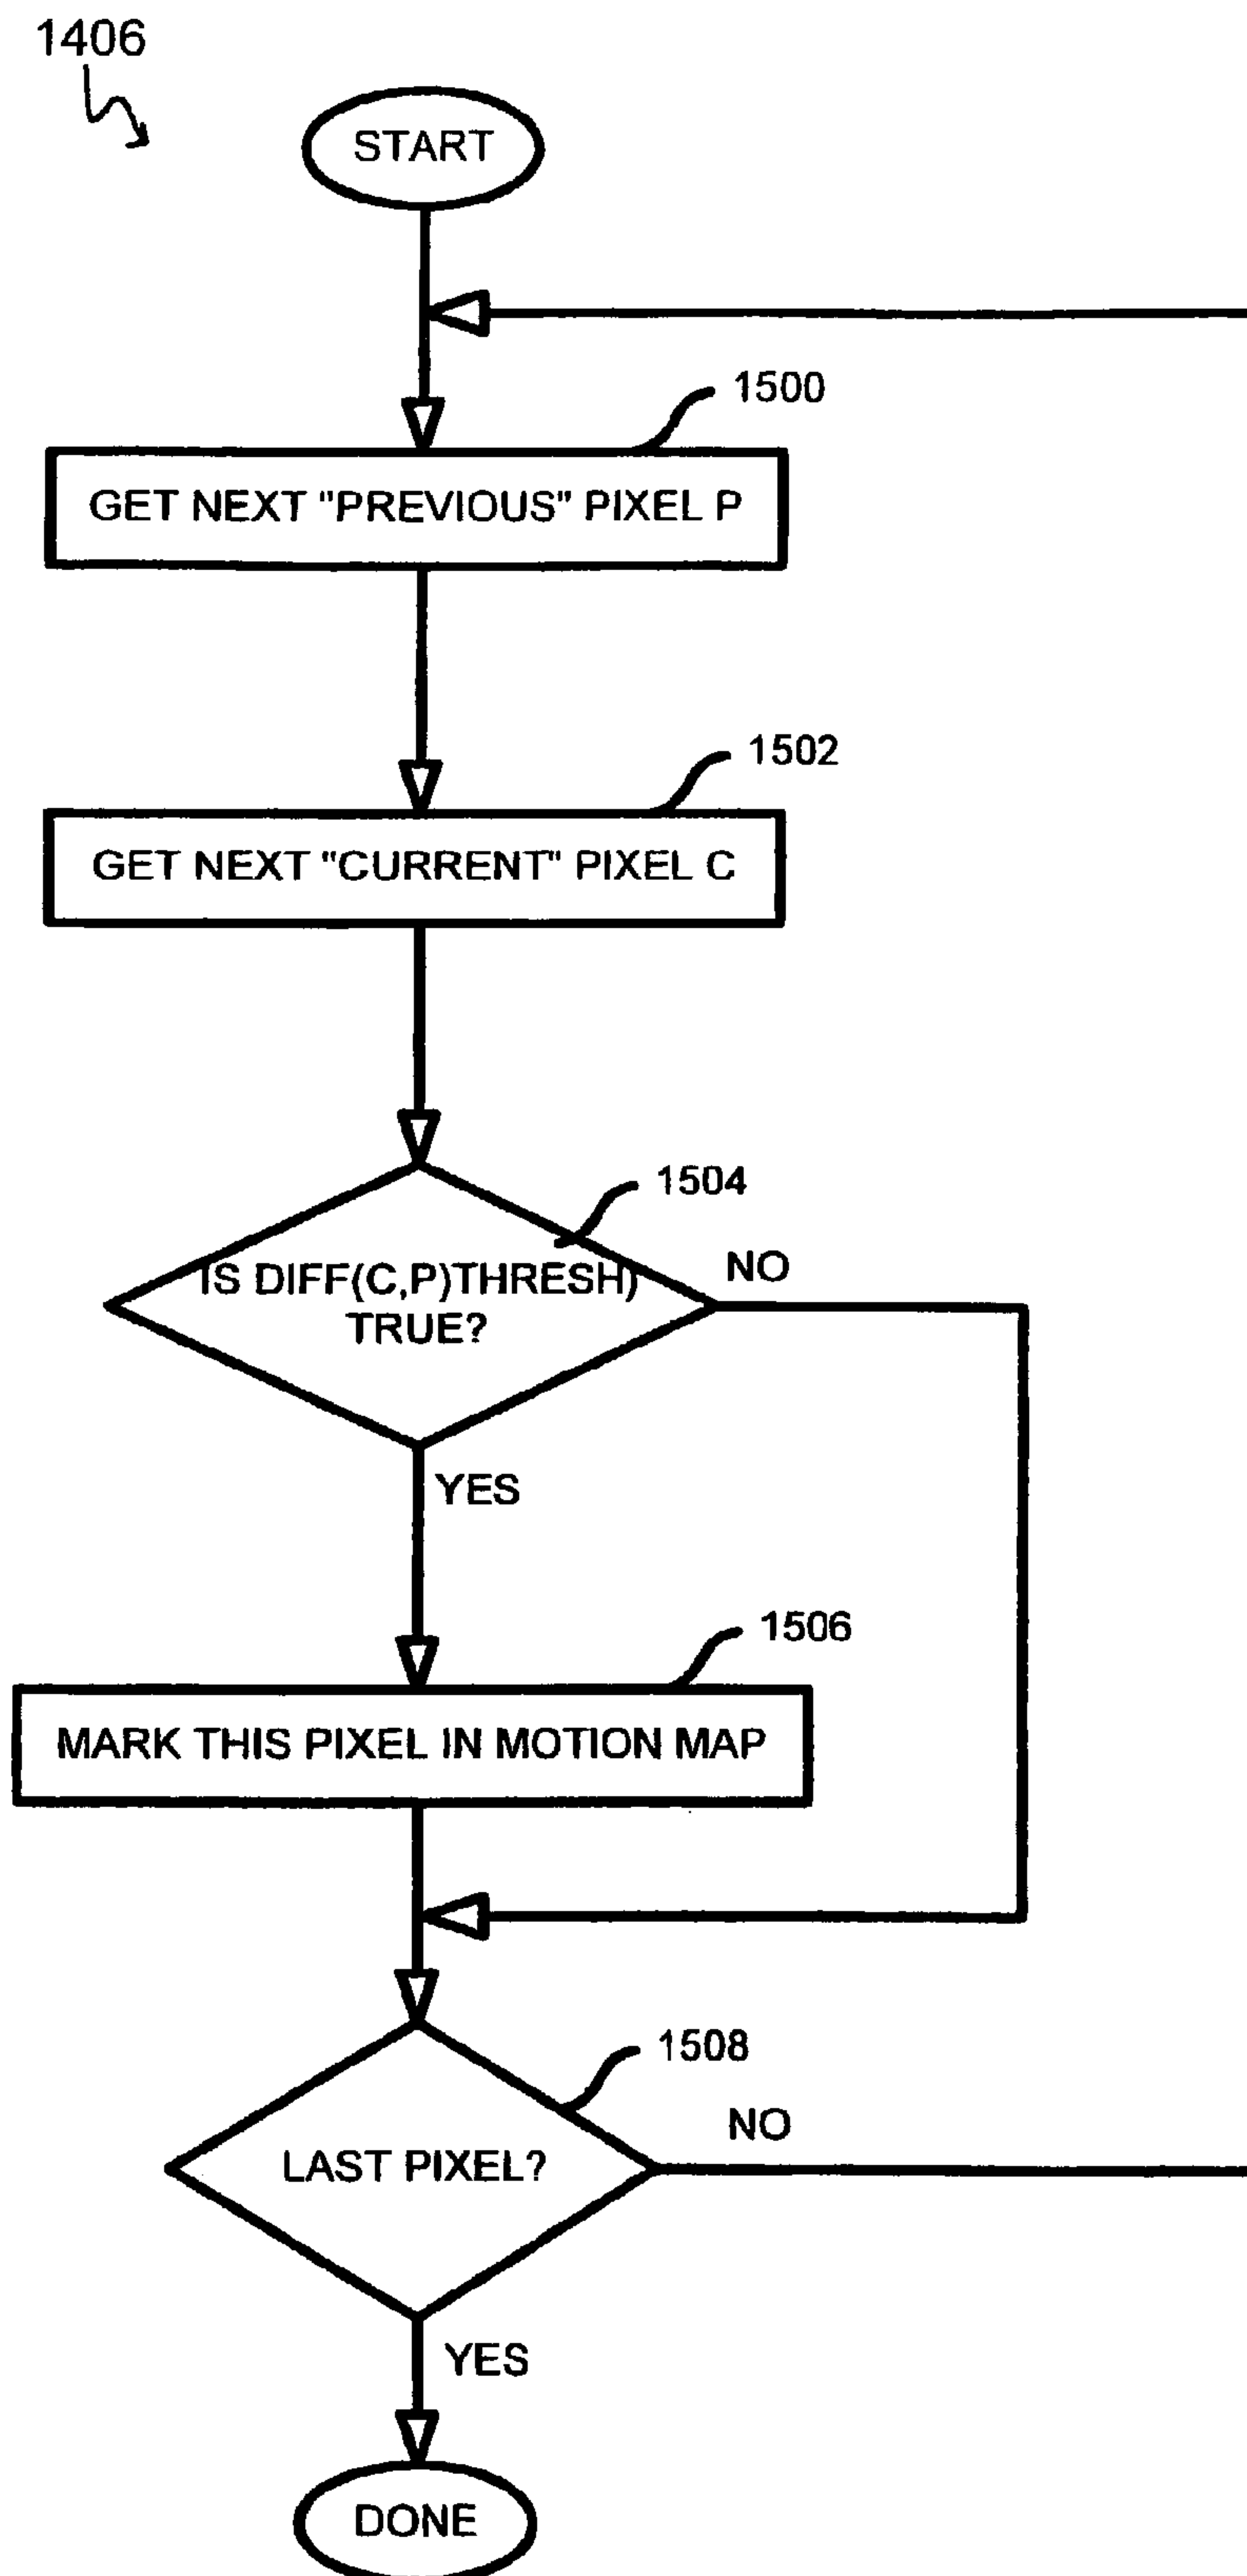 1406
START
1500
GET NEXT "PREVIOUS" PIXEL P
1502
GET NEXT "CURRENT" PIXEL C
1504
IS DIFF(C,P)THRESH)
TRUE?
NO
YES
1506
MARK THIS PIXEL IN MOTION MAP
1508
LAST PIXEL?
NO
YES
DONE